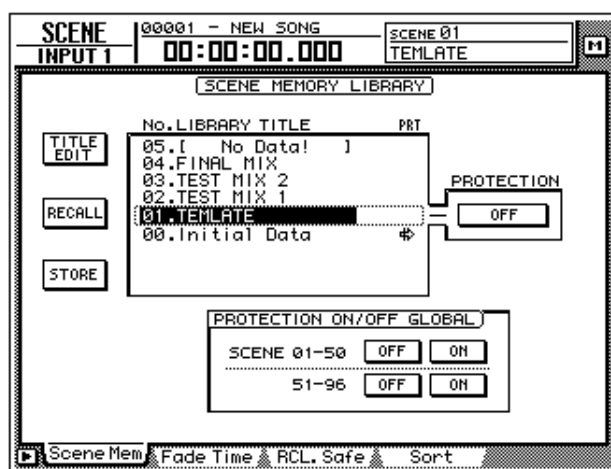 SCENE
INPUT 1
00001 - NEW SONG
00:00:00.000
SCENE 01
TEMLATE
M
SCENE MEMORY LIBRARY
No.LIBRARY TITLE PRT
05.[ No Data! ]
04.FINAL MIX
03.TEST MIX 2
02.TEST MIX 1
01.TEMLATE
00.Initial Data
TITLE EDIT
RECALL
STORE
PROTECTION
OFF
PROTECTION ON/OFF GLOBAL
SCENE 01-50 OFF ON
51-96 OFF ON
Scene Mem Fade Time RCL. Safe Sort